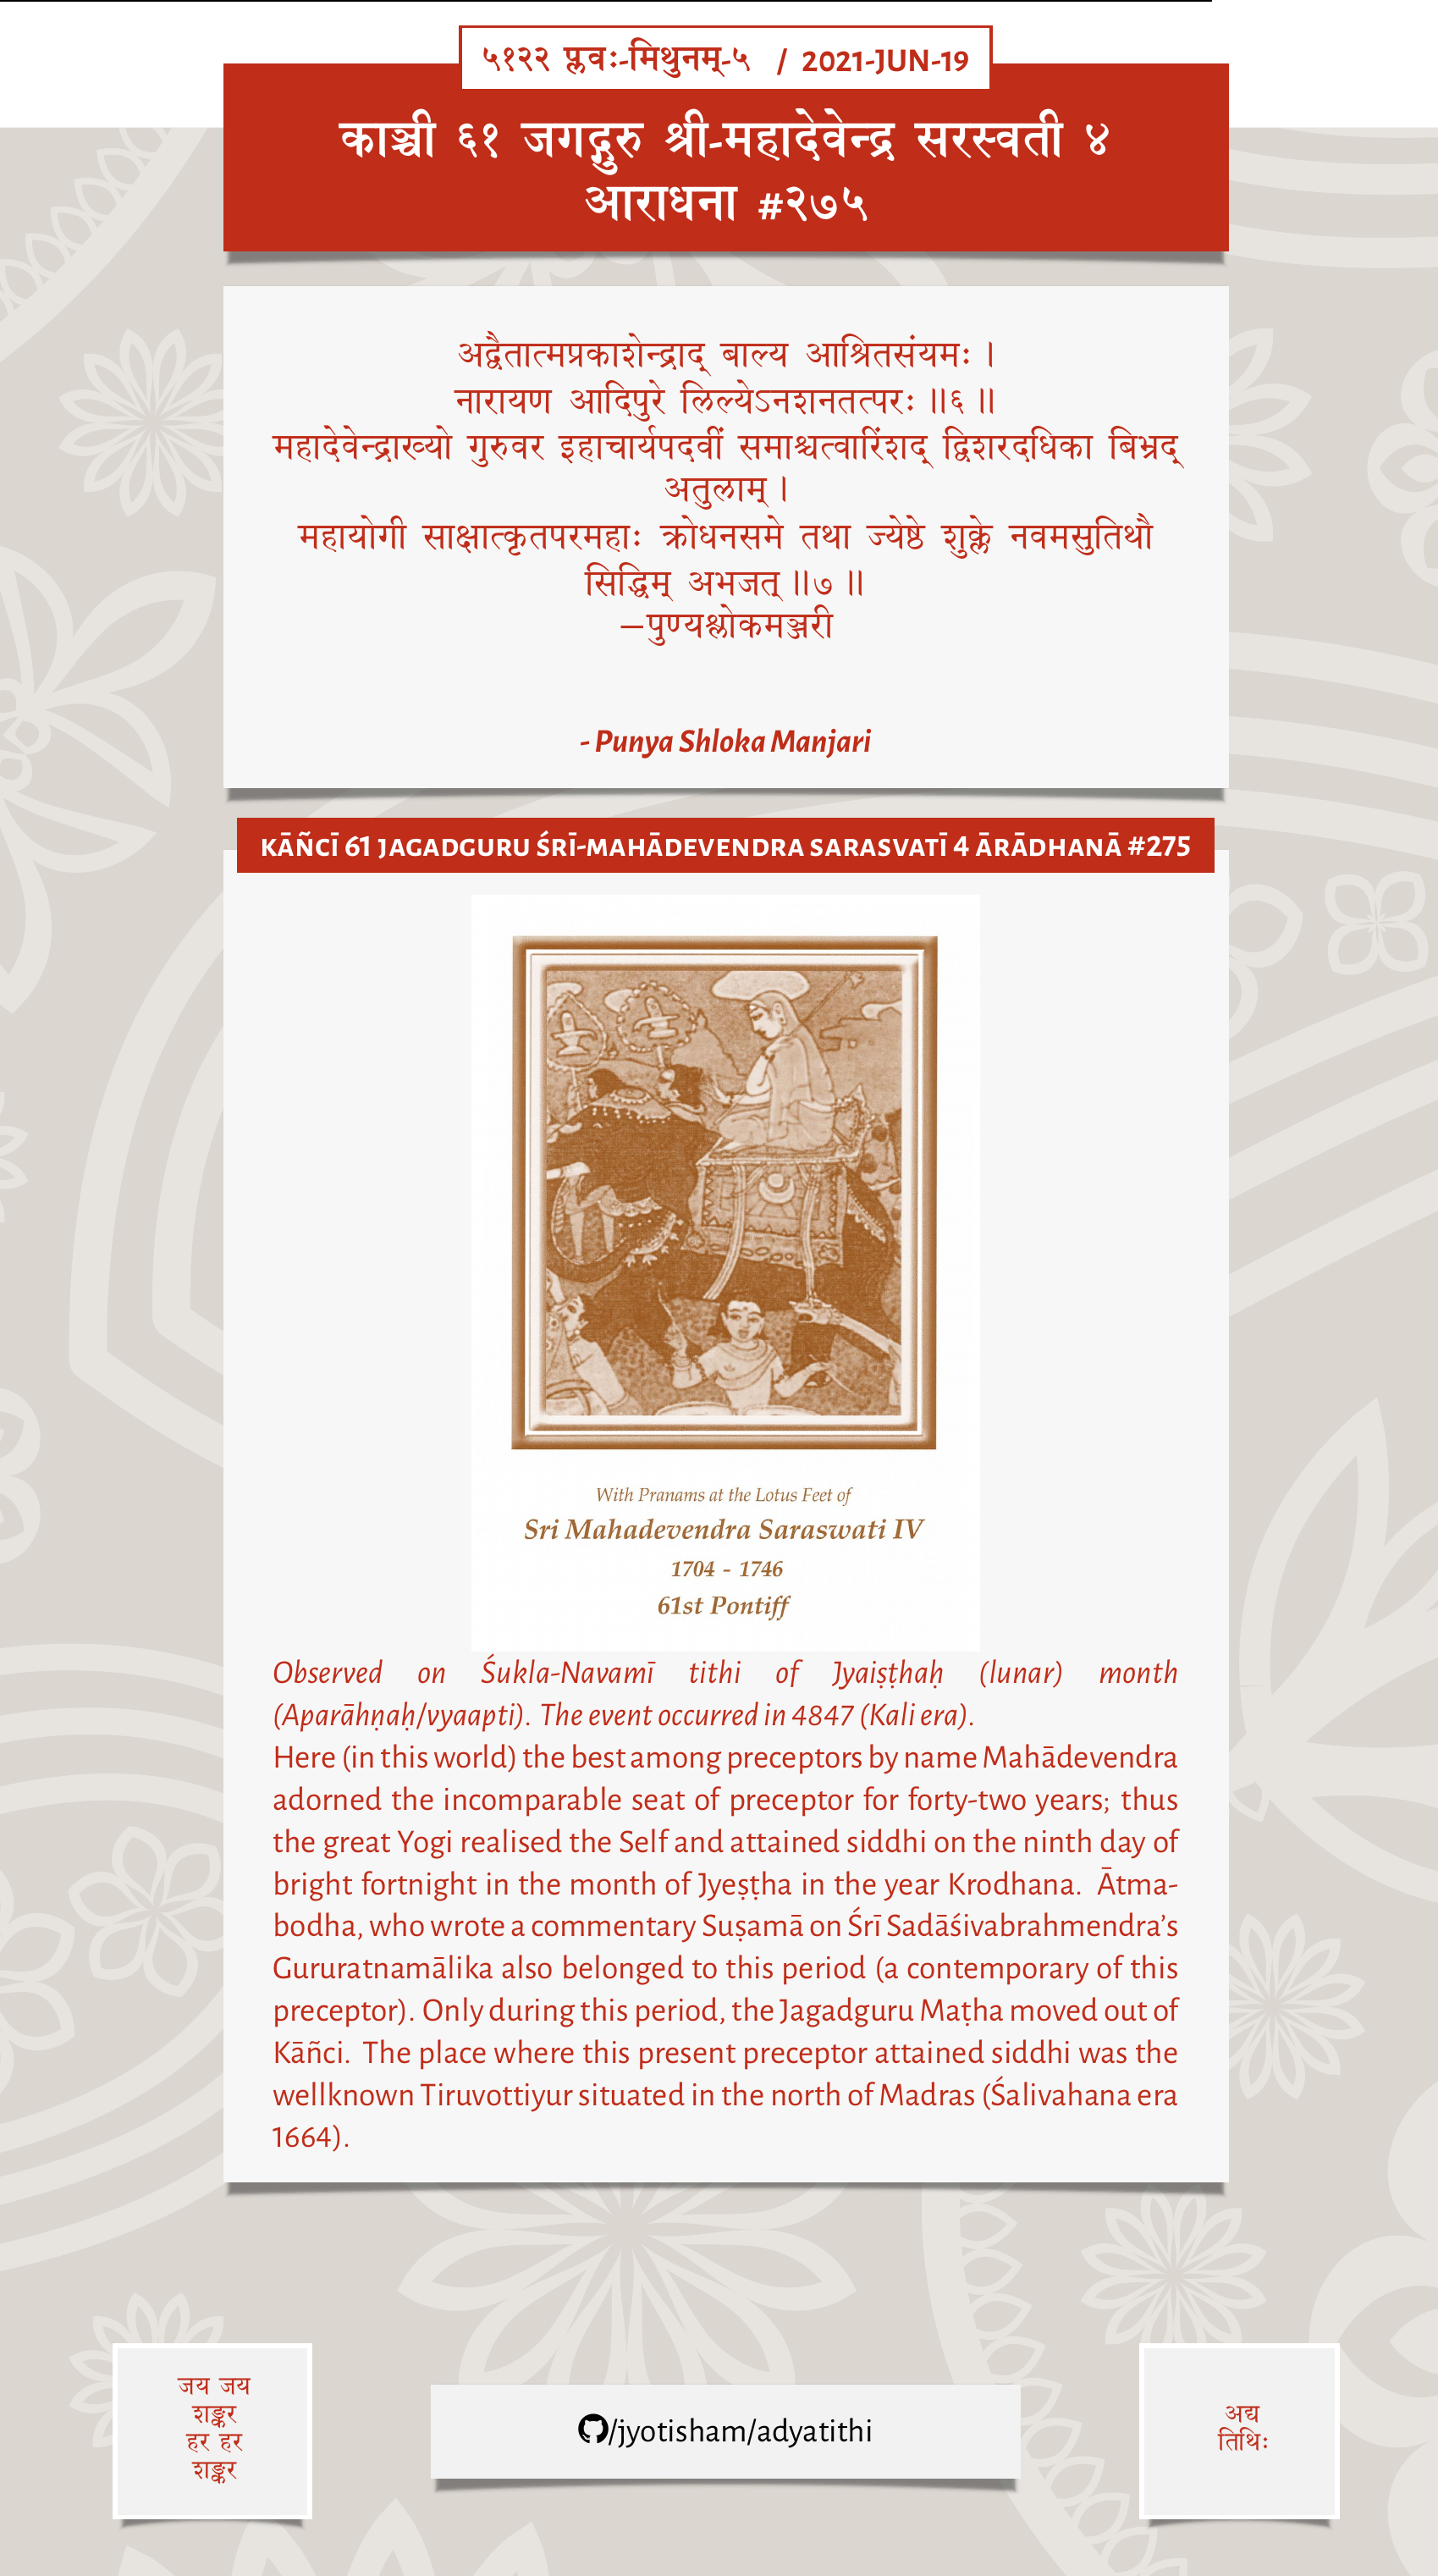 ५१२२ प्लवः-मिथुनम्-५ / 2021-JUN-19
काञ्ची ६१ जगद्गुरु श्री-महादेवेन्द्र सरस्वती ४
आराधना #२७५
अद्वैतात्मप्रकाशेन्द्राद् बाल्य आश्रितसंयमः ।
नारायण आदिपुरे लिल्येऽनशनतत्परः ॥६ ॥
महादेवेन्द्राख्यो गुरुवर इहाचार्यपदवीं समाश्चत्वारिंशद् द्विशरदधिका बिभ्रद्
अतुलाम् ।
महायोगी साक्षात्कृतपरमहाः क्रोधनसमे तथा ज्येष्ठे शुक्ले नवमसुतिथौ
सिद्धिम् अभजत् ॥७ ॥
—पुण्यश्लोकमञ्जरी
- Punya Shloka Manjari
KĀÑCĪ 61 JAGADGURU ŚRĪ-MAHĀDEVENDRA SARASVATĪ 4 ĀRĀDHANĀ #275
With Pranams at the Lotus Feet of
Sri Mahadevendra Saraswati IV
1704 - 1746
61st Pontiff
Observed on Śukla-Navamī tithi of Jyaiṣṭhaḥ (lunar) month
(Aparāhṇaḥ/vyaapti). The event occurred in 4847 (Kali era).
Here (in this world) the best among preceptors by name Mahādevendra
adorned the incomparable seat of preceptor for forty-two years; thus
the great Yogi realised the Self and attained siddhi on the ninth day of
bright fortnight in the month of Jyeṣṭha in the year Krodhana. Ātma-
bodha, who wrote a commentary Suṣamā on Śrī Sadāśivabrahmendra’s
Gururatnamālika also belonged to this period (a contemporary of this
preceptor). Only during this period, the Jagadguru Maṭha moved out of
Kāñci. The place where this present preceptor attained siddhi was the
wellknown Tiruvottiyur situated in the north of Madras (Śalivahana era
1664).
जय जय
शङ्कर
हर हर
शङ्कर
/jyotisham/adyatithi
अद्य
तिथिः